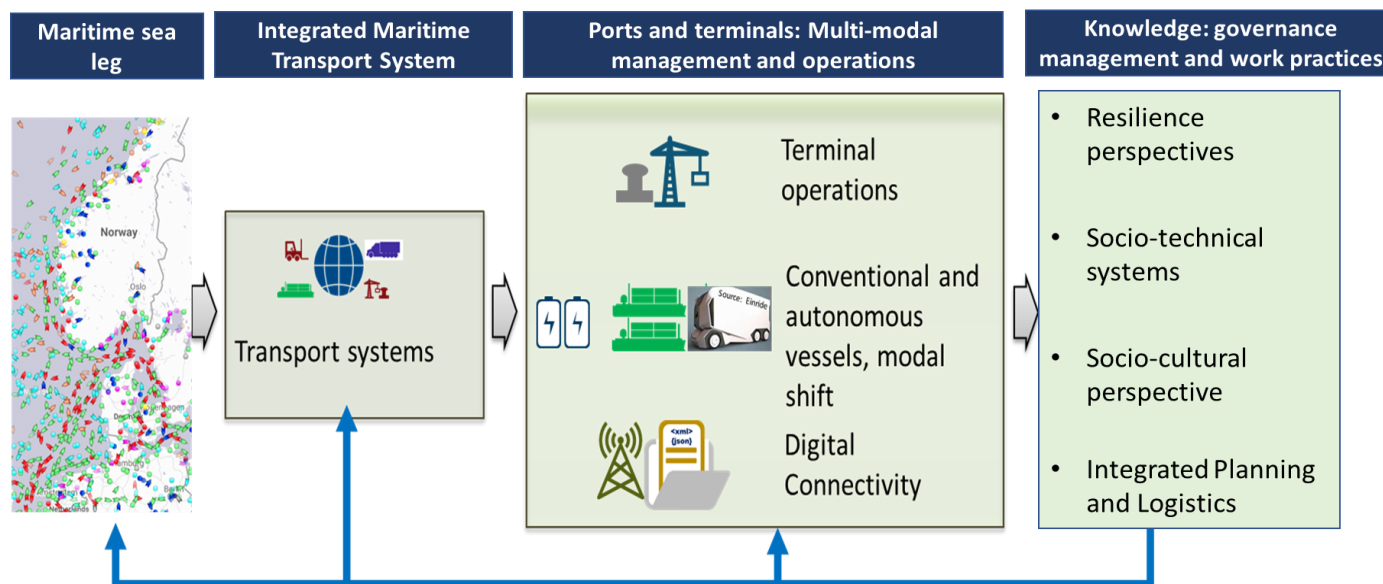 Maritime sea
leg
Integrated Maritime
Transport System
Ports and terminals: Multi-modal
management and operations
Knowledge: governance
management and work practices
Norway
Oslo
Transport systems
Terminal
operations
Source: Einride
Conventional and
autonomous
vessels, modal
shift
<xml>
(json)
Digital
Connectivity
• Resilience
perspectives
• Socio-technical
systems
• Socio-cultural
perspective
• Integrated Planning
and Logistics